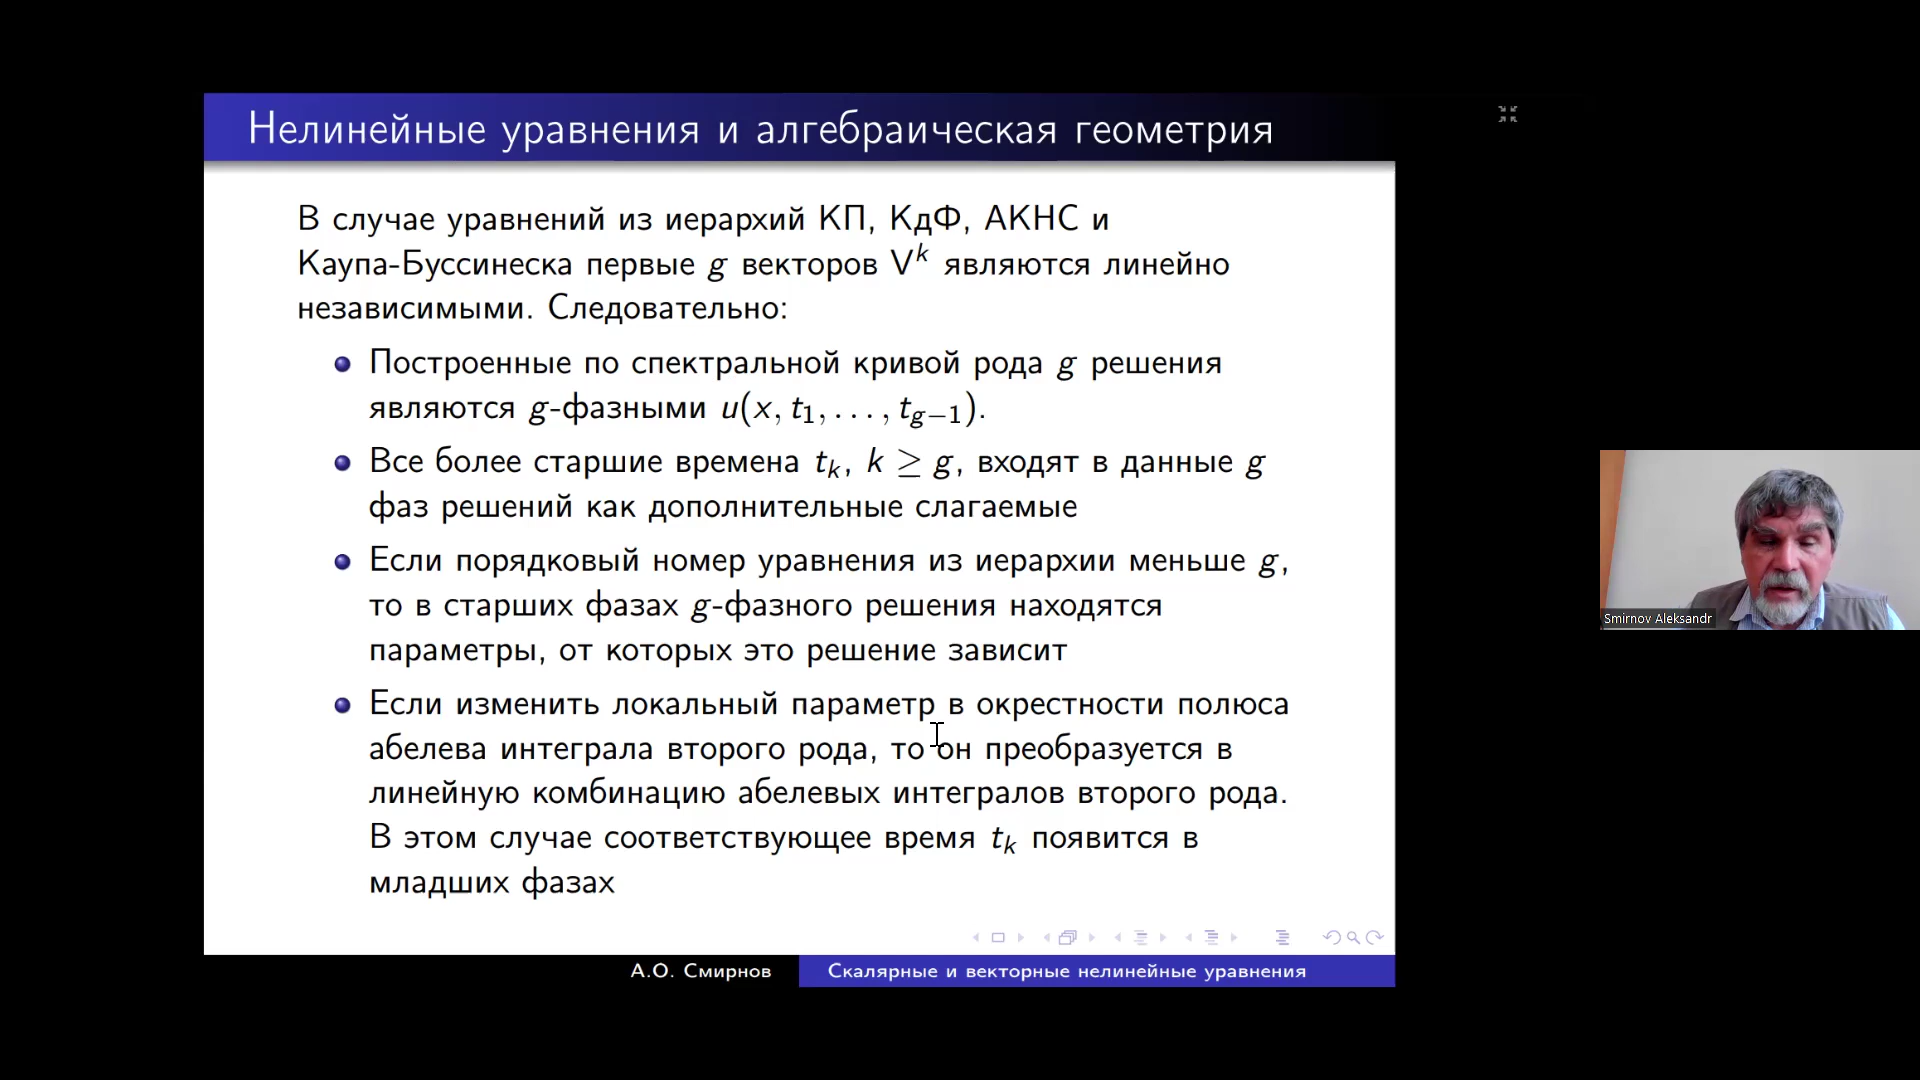 Нелинейные уравнения и алгебраическая геометрия
В случае уравнений из иерархий КП, КдФ, АКНС и
Каупа-Буссинеска первые g векторов V^k являются линейно
независимыми. Следовательно:
Построенные по спектральной кривой рода g решения
являются g-фазными u(x, t_1, . . . , t_{g−1}).
Все более старшие времена t_k, k ≥ g, входят в данные g
фаз решений как дополнительные слагаемые
Если порядковый номер уравнения из иерархии меньше g,
то в старших фазах g-фазного решения находятся
параметры, от которых это решение зависит
Если изменить локальный параметр в окрестности полюса
абелева интеграла второго рода, то он преобразуется в
линейную комбинацию абелевых интегралов второго рода.
В этом случае соответствующее время t_k появится в
младших фазах
А.О. Смирнов
Скалярные и векторные нелинейные уравнения
Smirnov Aleksandr